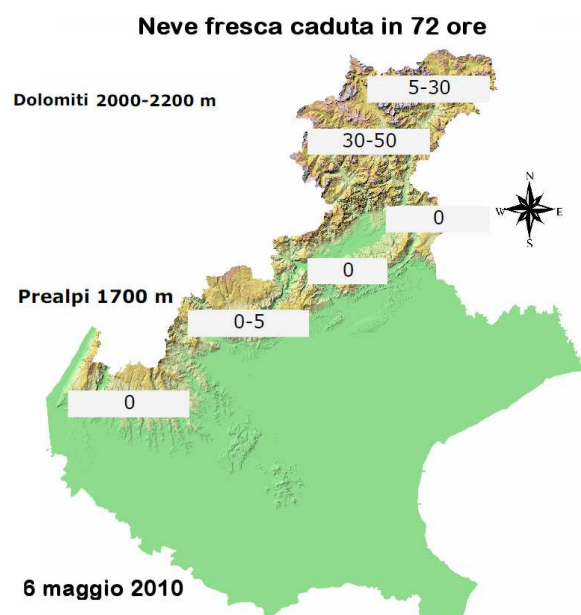 Neve fresca caduta in 72 ore
Dolomiti 2000-2200 m
5-30
30-50
N
W E
S
0
0
Prealpi 1700 m
0-5
0
6 maggio 2010